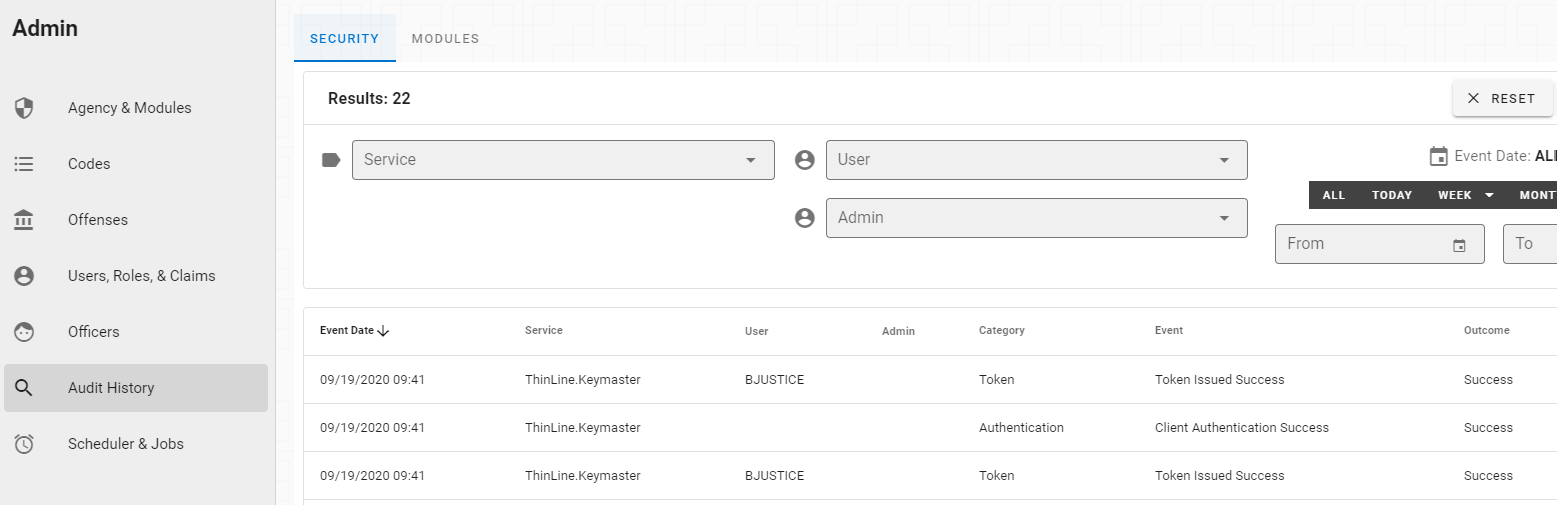 Admin
Agency & Modules
Codes
Offenses
Users, Roles, & Claims
Officers
Audit History
Scheduler & Jobs
SECURITY MODULES
Results: 22
RESET
Service
User
Admin
Event Date: ALL
ALL TODAY WEEK MONT
From
To
Event Date Service User Admin Category Event Outcome
09/19/2020 09:41 ThinLine.Keymaster BJUSTICE Token Token Issued Success Success
09/19/2020 09:41 ThinLine.Keymaster Authentication Client Authentication Success Success
09/19/2020 09:41 ThinLine.Keymaster BJUSTICE Token Token Issued Success Success